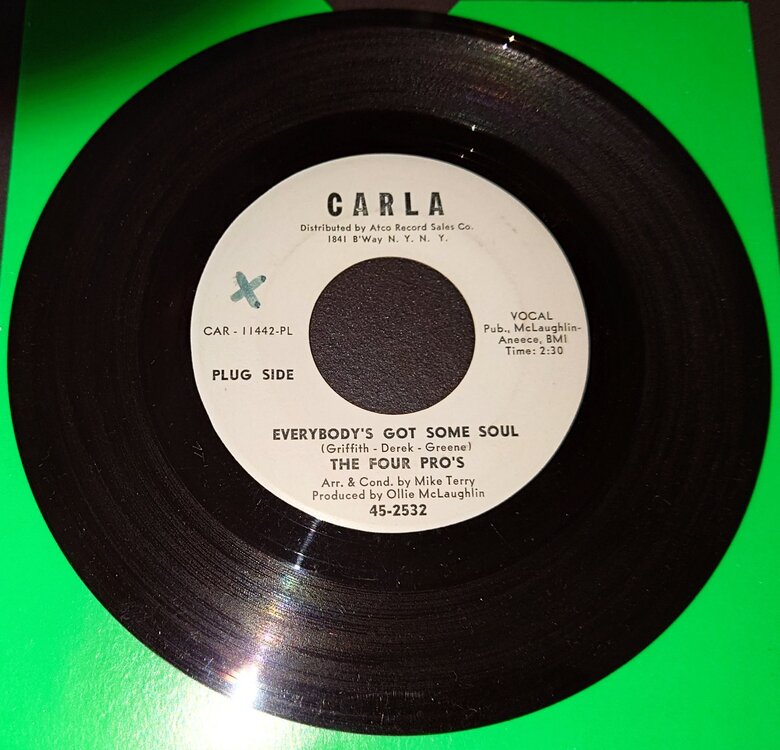 CARLA
Distributed by Atco Record Sales Co.
1841 B'Way N. Y. N. Y.
X
CAR - 11442-PL
PLUG SIDE
VOCAL
Pub., McLaughlin-
Aneece, BMI
Time: 2:30
EVERYBODY'S GOT SOME SOUL
(Griffith - Derek - Greene)
THE FOUR PRO'S
Arr. & Cond. by Mike Terry
Produced by Ollie McLaughlin
45-2532